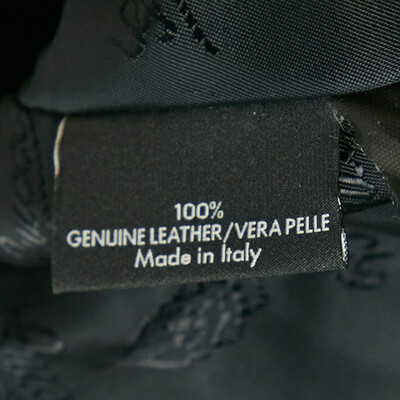 100%
GENUINE LEATHER/VERA PELLE
Made in Italy